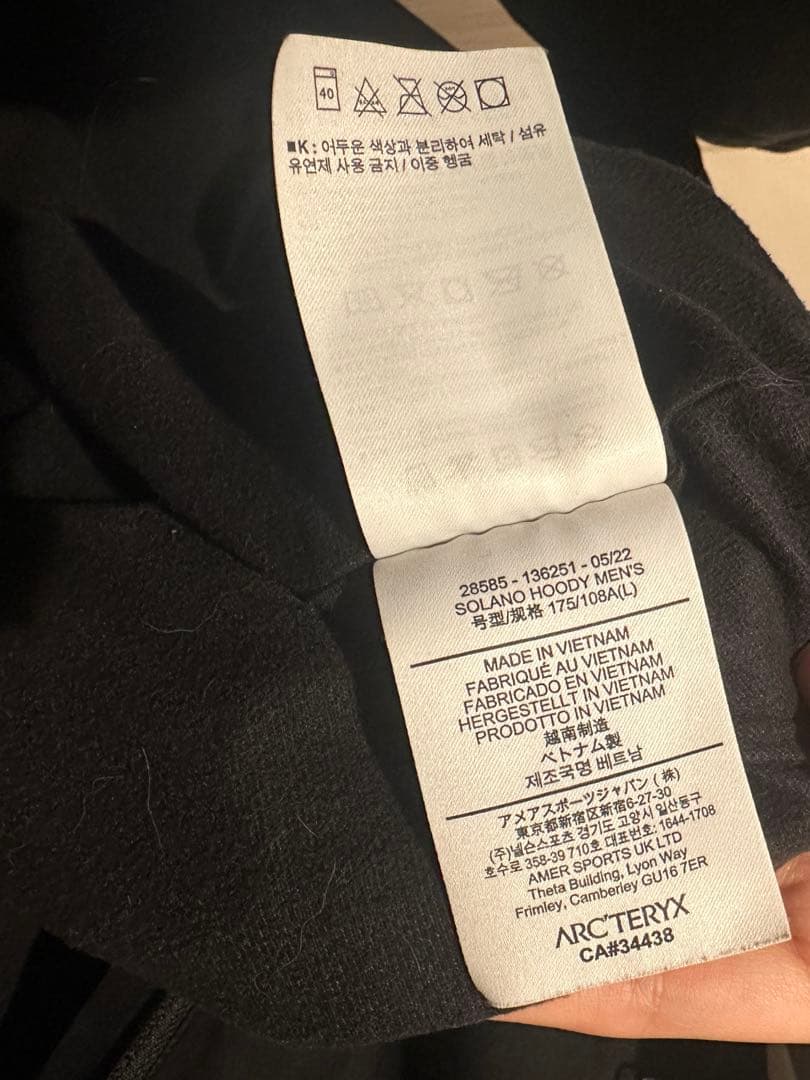 40
■K : 어두운 색상과 분리하여 세탁 / 섬유
유연제 사용 금지 / 이중 헹굼
28585 - 136251 - 05/22
SOLANO HOODY MEN'S
号型/规格 175/108A(L)
MADE IN VIETNAM
FABRIQUÉ AU VIETNAM
FABRICADO EN VIETNAM
HERGESTELLT IN VIETNAM
PRODOTTO IN VIETNAM
越南制造
ベトナム製
제조국명 베트남
アメアスポーツジャパン ( 株)
東京都新宿区新宿6-27-30
(주)넬슨스포츠 경기도 고양시 일산동구
호수로 358-39 710호 대표번호: 1644-1708
AMER SPORTS UK LTD
Theta Building, Lyon Way
Frimley, Camberley GU16 7ER
ARC'TERYX
CA#34438